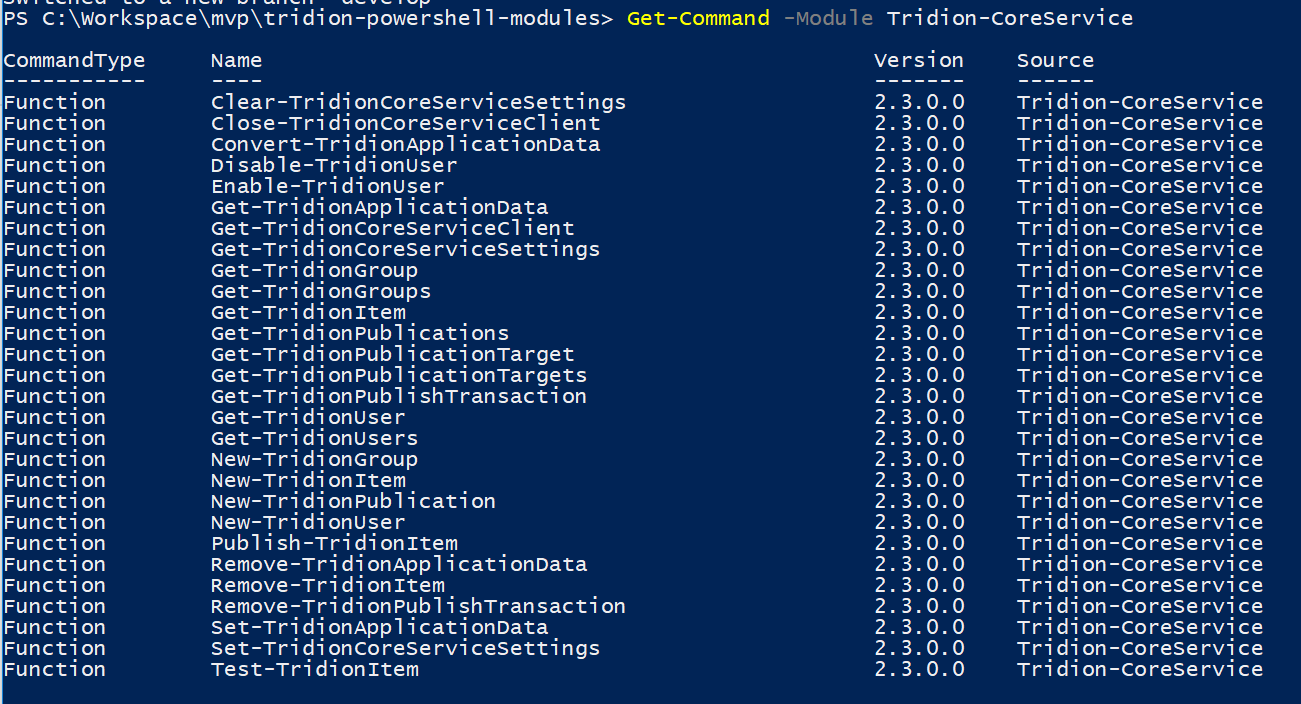 Switched to a new branch 'develop'
PS C:\Workspace\mvp\tridion-powershell-modules> Get-Command -Module Tridion-CoreService
CommandType Name Version Source
----------- ---- ------- ------
Function Clear-TridionCoreServiceSettings 2.3.0.0 Tridion-CoreService
Function Close-TridionCoreServiceClient 2.3.0.0 Tridion-CoreService
Function Convert-TridionApplicationData 2.3.0.0 Tridion-CoreService
Function Disable-TridionUser 2.3.0.0 Tridion-CoreService
Function Enable-TridionUser 2.3.0.0 Tridion-CoreService
Function Get-TridionApplicationData 2.3.0.0 Tridion-CoreService
Function Get-TridionCoreServiceClient 2.3.0.0 Tridion-CoreService
Function Get-TridionCoreServiceSettings 2.3.0.0 Tridion-CoreService
Function Get-TridionGroup 2.3.0.0 Tridion-CoreService
Function Get-TridionGroups 2.3.0.0 Tridion-CoreService
Function Get-TridionItem 2.3.0.0 Tridion-CoreService
Function Get-TridionPublications 2.3.0.0 Tridion-CoreService
Function Get-TridionPublicationTarget 2.3.0.0 Tridion-CoreService
Function Get-TridionPublicationTargets 2.3.0.0 Tridion-CoreService
Function Get-TridionPublishTransaction 2.3.0.0 Tridion-CoreService
Function Get-TridionUser 2.3.0.0 Tridion-CoreService
Function Get-TridionUsers 2.3.0.0 Tridion-CoreService
Function New-TridionGroup 2.3.0.0 Tridion-CoreService
Function New-TridionItem 2.3.0.0 Tridion-CoreService
Function New-TridionPublication 2.3.0.0 Tridion-CoreService
Function New-TridionUser 2.3.0.0 Tridion-CoreService
Function Publish-TridionItem 2.3.0.0 Tridion-CoreService
Function Remove-TridionApplicationData 2.3.0.0 Tridion-CoreService
Function Remove-TridionItem 2.3.0.0 Tridion-CoreService
Function Remove-TridionPublishTransaction 2.3.0.0 Tridion-CoreService
Function Set-TridionApplicationData 2.3.0.0 Tridion-CoreService
Function Set-TridionCoreServiceSettings 2.3.0.0 Tridion-CoreService
Function Test-TridionItem 2.3.0.0 Tridion-CoreService